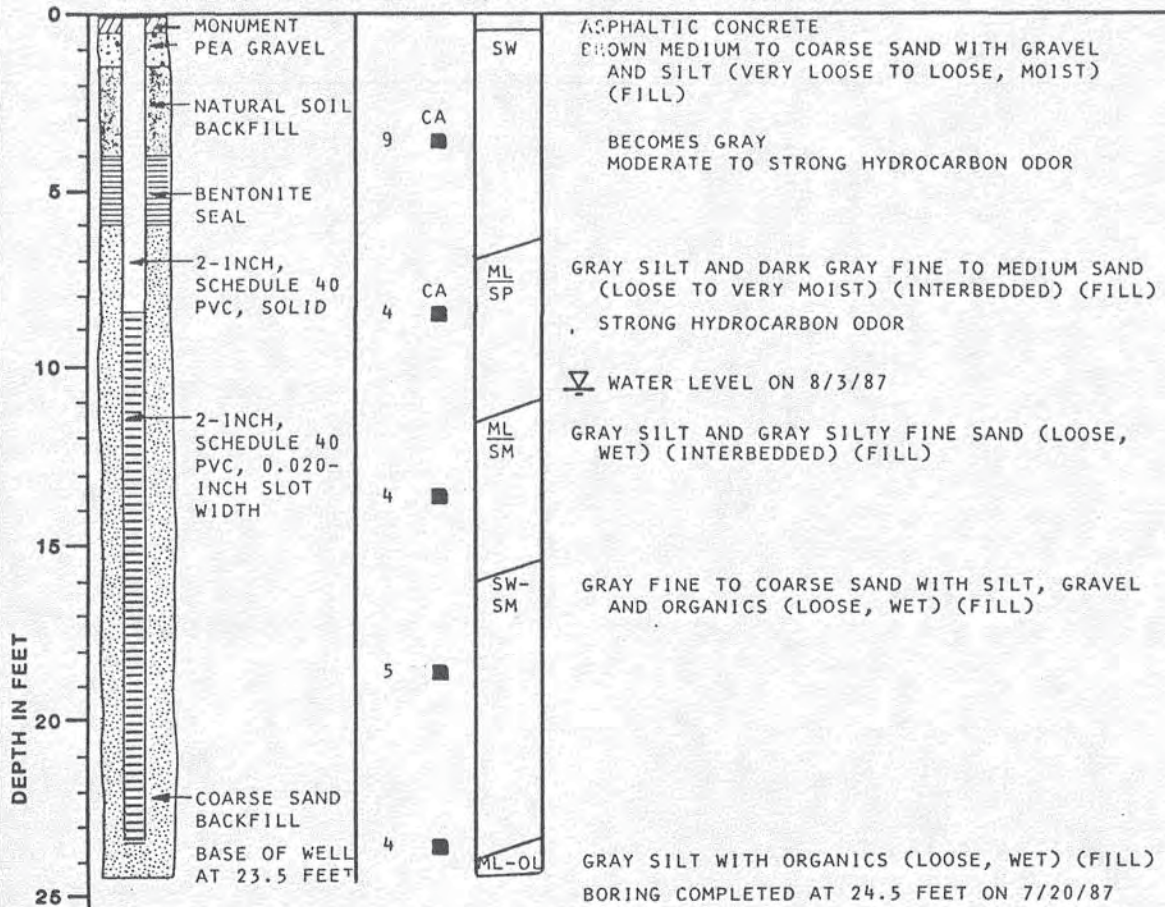 0
MONUMENT
PEA GRAVEL
NATURAL SOIL
BACKFILL
5
BENTONITE
SEAL
2-INCH,
SCHEDULE 40
PVC, SOLID
10
2-INCH,
SCHEDULE 40
PVC, 0.020-
INCH SLOT
WIDTH
15
20
COARSE SAND
BACKFILL
BASE OF WELL
AT 23.5 FEET
25
DEPTH IN FEET
CA
9
CA
4
4
5
4
SW
ML
SP
ML
SM
SW-
SM
ML-OL
ASPHALTIC CONCRETE
BROWN MEDIUM TO COARSE SAND WITH GRAVEL
AND SILT (VERY LOOSE TO LOOSE, MOIST)
(FILL)
BECOMES GRAY
MODERATE TO STRONG HYDROCARBON ODOR
GRAY SILT AND DARK GRAY FINE TO MEDIUM SAND
(LOOSE TO VERY MOIST) (INTERBEDDED) (FILL)
STRONG HYDROCARBON ODOR
WATER LEVEL ON 8/3/87
GRAY SILT AND GRAY SILTY FINE SAND (LOOSE,
WET) (INTERBEDDED) (FILL)
GRAY FINE TO COARSE SAND WITH SILT, GRAVEL
AND ORGANICS (LOOSE, WET) (FILL)
GRAY SILT WITH ORGANICS (LOOSE, WET) (FILL)
BORING COMPLETED AT 24.5 FEET ON 7/20/87